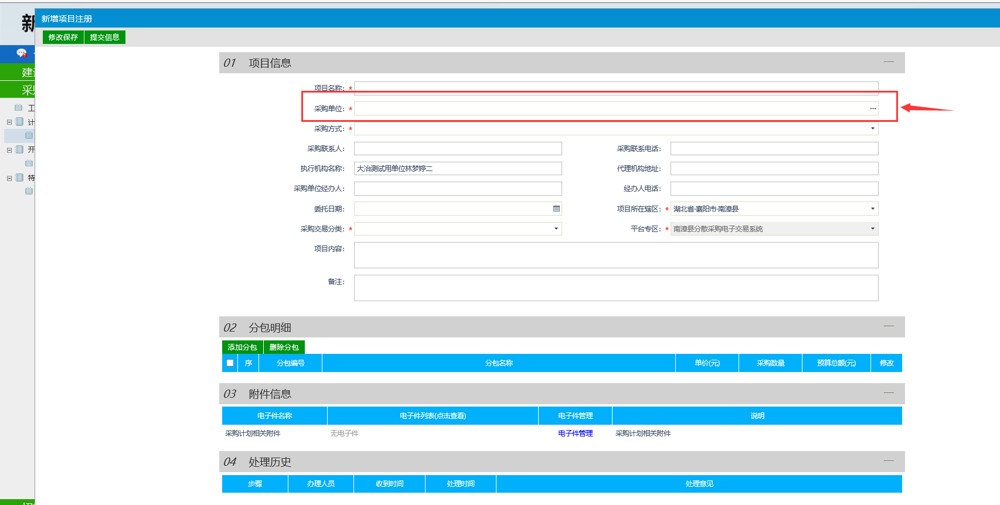 新增项目注册
修改保存 提交信息
01 项目信息
项目名称： *
采购单位： * ...
采购方式： *
采购联系人： 采购联系电话：
执行机构名称： 大冶测试用单位林梦婷二 代理机构地址：
采购单位经办人： 经办人电话：
委托日期： 项目所在辖区： * 湖北省·襄阳市·南漳县
采购交易分类： * 平台专区： * 南漳县分散采购电子交易系统
项目内容：
备注：
02 分包明细
添加分包 删除分包
序 分包编号 分包名称 单价(元) 采购数量 预算总额(元) 修改
03 附件信息
电子件名称 电子件列表(点击查看) 电子件管理 说明
采购计划相关附件 无电子件 电子件管理 采购计划相关附件
04 处理历史
步骤 办理人员 收到时间 处理时间 处理意见
新
建
采
工
计
开
特